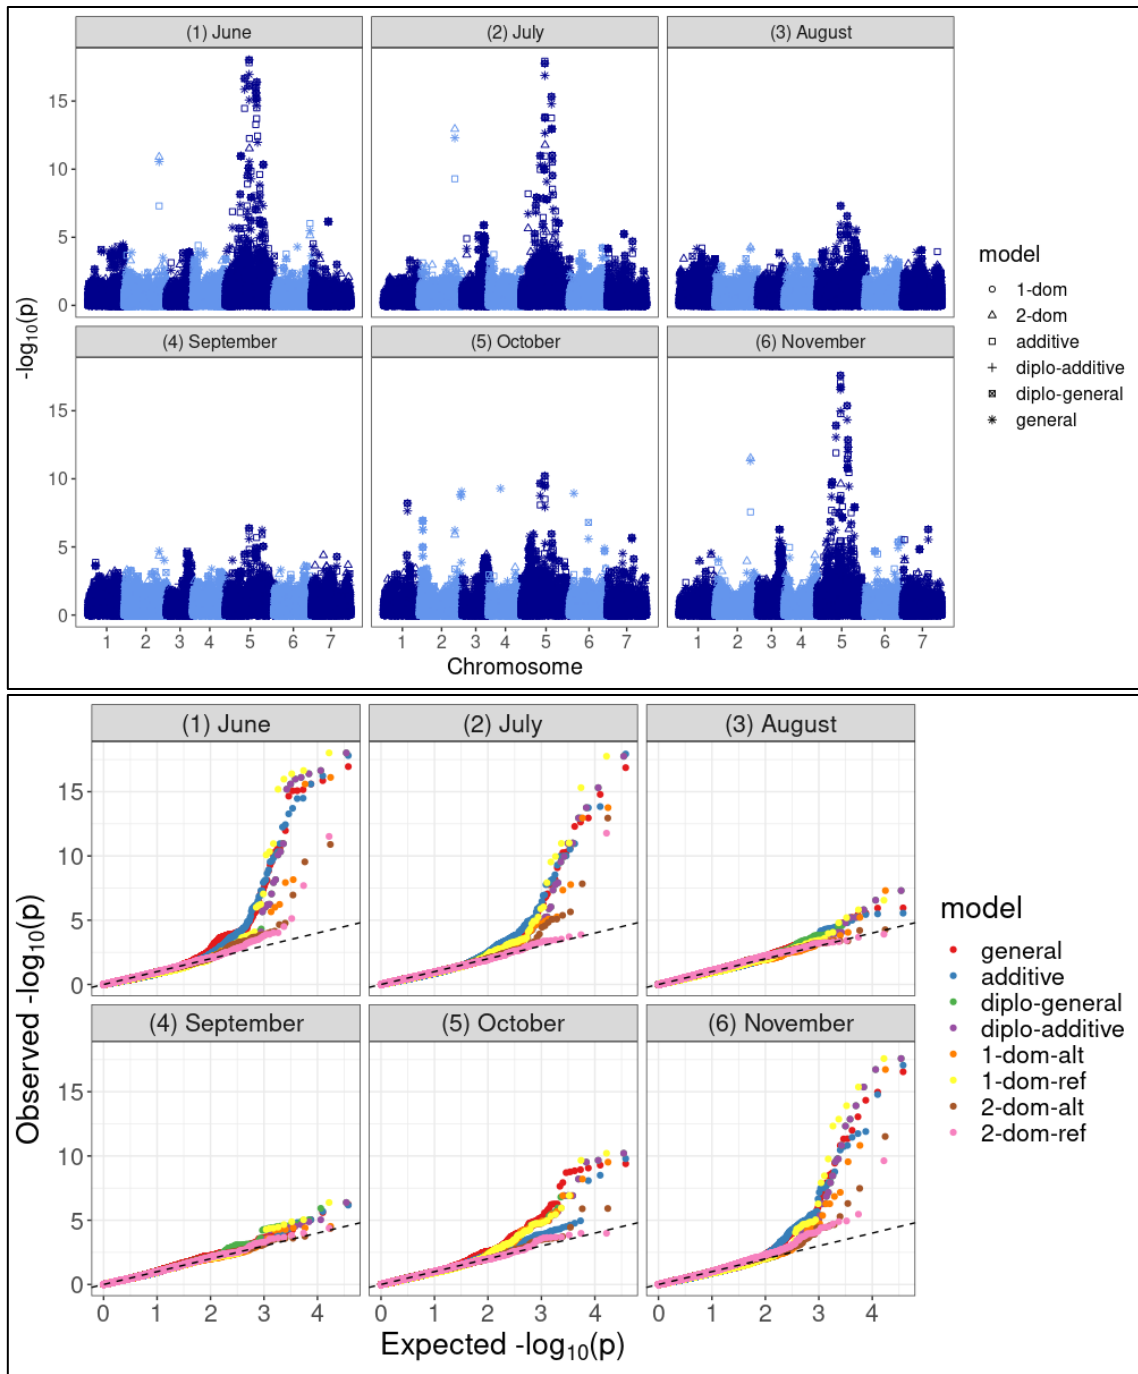 (1) June
(2) July
(3) August
15
10
5
0
(4) September
(5) October
(6) November
15
10
5
0
-log10(p)
1 2 3 4 5 6 7
1 2 3 4 5 6 7
1 2 3 4 5 6 7
Chromosome
model
1-dom
2-dom
additive
diplo-additive
diplo-general
general
(1) June
(2) July
(3) August
15
10
5
0
(4) September
(5) October
(6) November
15
10
5
0
Observed -log10(p)
0 1 2 3 4
0 1 2 3 4
0 1 2 3 4
Expected -log10(p)
model
general
additive
diplo-general
diplo-additive
1-dom-alt
1-dom-ref
2-dom-alt
2-dom-ref